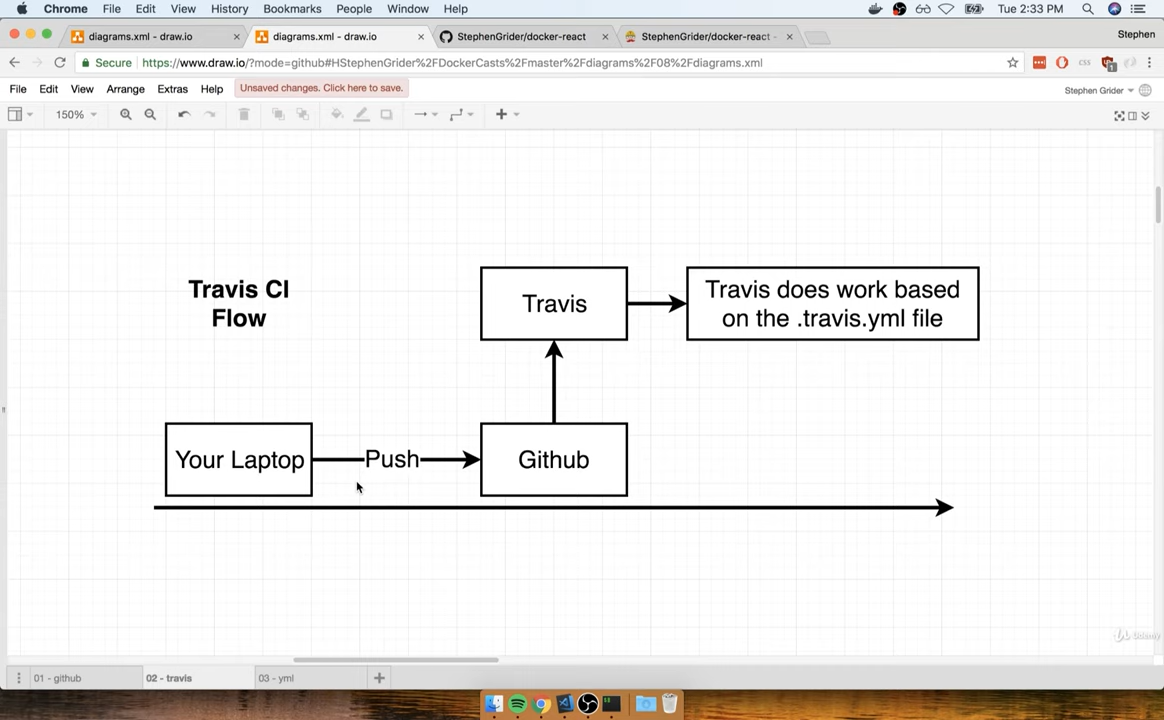 Chrome File Edit View History Bookmarks People Window Help Tue 2:33 PM
diagrams.xml - draw.io diagrams.xml - draw.io StephenGrider/docker-react StephenGrider/docker-react - Stephen
Secure https://www.draw.io/?mode=github#HStephenGrider%2FDockerCasts%2Fmaster%2Fdiagrams%2F08%2Fdiagrams.xml css 1
File Edit View Arrange Extras Help Unsaved changes. Click here to save. Stephen Grider
150%
Travis CI
Flow
Travis
Travis does work based
on the .travis.yml file
Your Laptop
Push
Github
Udemy
01 - github 02 - travis 03 - yml